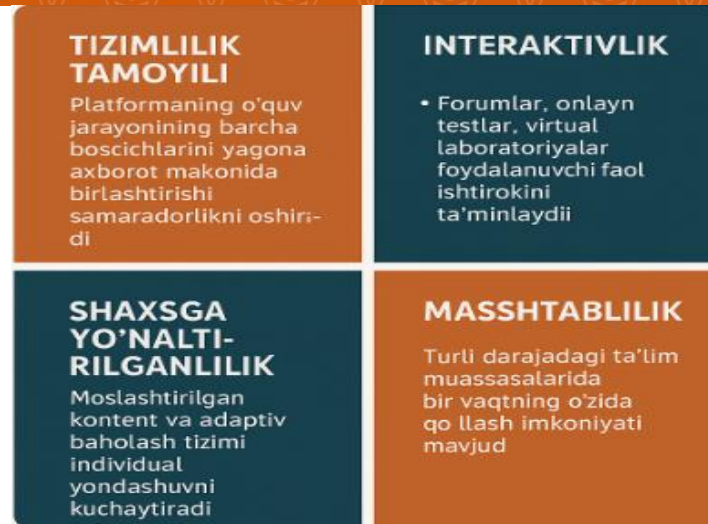 TIZIMLILIK
TAMOYILI
Platformaning o'quv
jarayonining barcha
boscichlarini yagona
axborot makonida
birlashtirishi
samaradorlikni oshiri-
di
INTERAKTIVLIK
• Forumlar, onlayn
testlar, virtual
laboratoriyalar
foydalanuvchi faol
ishtirokini
ta'minlaydii
SHAXSGA
YO'NALTI-
RILGANLILIK
Moslashtirilgan
kontent va adaptiv
baholash tizimi
individual
yondashuvni
kuchaytiradi
MASSHTABLILIK
Turli darajadagi ta'lim
muassasalarida
bir vaqtning o'zida
qo llash imkoniyati
mavjud